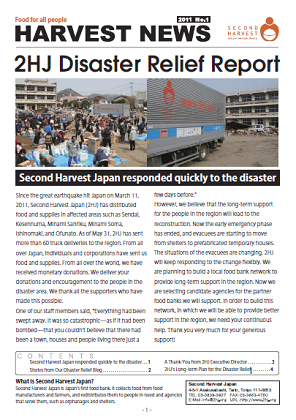 Food for all people
HARVEST NEWS
2011 No.1
SECOND
HARVEST
2HJ Disaster Relief Report
Second Harvest Japan responded quickly to the disaster
Since the great earthquake hit Japan on March 11,
2011, Second Harvest Japan (2HJ) has distributed
food and supplies in affected areas such as Sendai,
Kesennuma, Minami Sanriku, Minami Soma,
Ishinomaki, and Ofunato. As of May 31, 2HJ has sent
more than 60 truck deliveries to the region. From all
over Japan, individuals and corporations have sent us
food and supplies. From all over the world, we have
received monetary donations. We deliver your
donations and encouragement to the people in the
disaster area. We thank all the supporters who have
made this possible.
One of our staff members said, "Everything had been
swept away. It was so catastrophic—as if it had been
bombed—that you couldn't believe that there had
been a town, houses and people living there just a
few days before."
However, we believe that the long-term support
for the people in the region will lead to the
reconstruction. Now the early emergency phase
has ended, and evacuees are starting to move
from shelters to prefabricated temporary houses.
The situations of the evacuees are changing, 2HJ
will keep responding to the change flexibly. We
are planning to build a local food bank network to
provide long-term support in the region. Now we
are selecting candidate agencies for the partner
food banks we will support. In order to build this
network, in which we will be able to provide better
support in the region, we need your continuous
help. Thank you very much for your generous
support!
CONTENTS
Second Harvest Japan responded quickly to the disaster... 1
Stories from Our Disaster Relief Blog 2
A Thank You from 2HJ Executive Director 3
2HJ's Long-term Plan for the Disaster Relief 4
What is Second Harvest Japan?
Second Harvest Japan is Japan's first food bank. It collects food from food
manufacturers and farmers, and redistributes them to people in need and agencies
that serve them, such as orphanages and shelters.
Second Harvest Japan
- 1 -